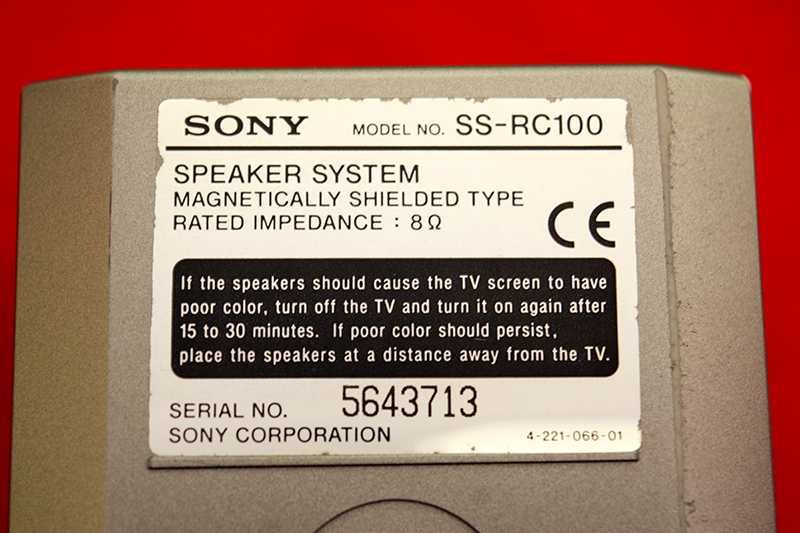 SONY MODEL NO. SS-RC100
SPEAKER SYSTEM
MAGNETICALLY SHIELDED TYPE
RATED IMPEDANCE : 8Ω
CE
If the speakers should cause the TV screen to have
poor color, turn off the TV and turn it on again after
15 to 30 minutes. If poor color should persist,
place the speakers at a distance away from the TV.
SERIAL NO. 5643713
SONY CORPORATION 4-221-066-01